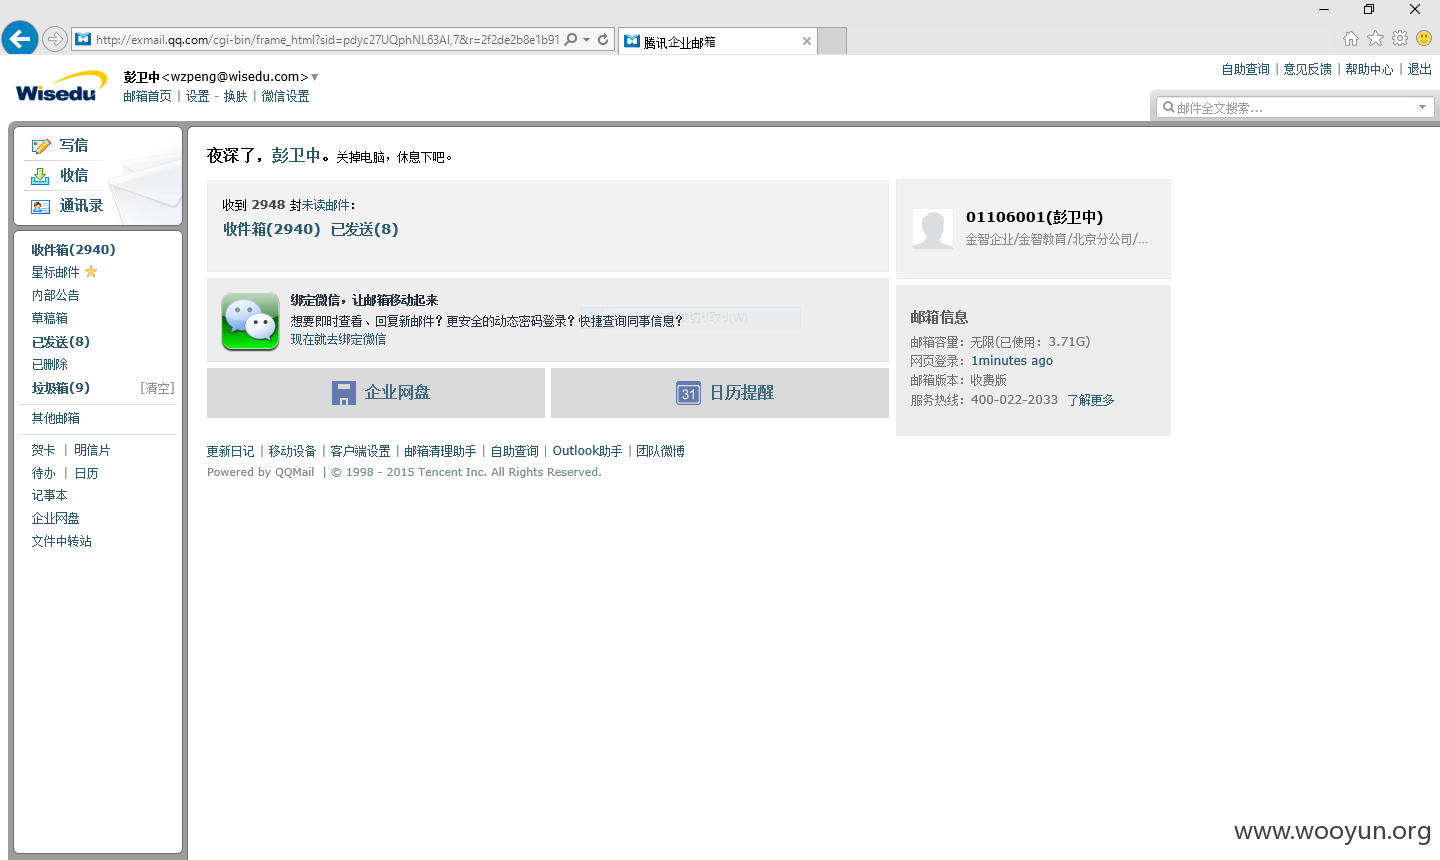 http://exmail.qq.com/cgi-bin/frame_html?sid=pdyc27UQphNL63AI,7&r=2f2de2b8e1b91
腾讯企业邮箱
Wisedu
彭卫中<wzpeng@wisedu.com>
邮箱首页 | 设置 - 换肤 | 微信设置
自助查询 | 意见反馈 | 帮助中心 | 退出
邮件全文搜索...
写信
收信
通讯录
收件箱(2940)
星标邮件
内部公告
草稿箱
已发送(8)
已删除
垃圾箱(9) [清空]
其他邮箱
贺卡 | 明信片
待办 | 日历
记事本
企业网盘
文件中转站
夜深了，彭卫中。关掉电脑，休息下吧。
收到 2948 封未读邮件：
收件箱(2940) 已发送(8)
绑定微信，让邮箱移动起来
想要即时查看、回复新邮件？更安全的动态密码登录？快捷查询同事信息？
切り取り(W)
现在就去绑定微信
企业网盘
31 日历提醒
01106001(彭卫中)
金智企业/金智教育/北京分公司/...
邮箱信息
邮箱容量：无限(已使用：3.71G)
网页登录：1minutes ago
邮箱版本：收费版
服务热线：400-022-2033 了解更多
更新日记 | 移动设备 | 客户端设置 | 邮箱清理助手 | 自助查询 | Outlook助手 | 团队微博
Powered by QQMail | © 1998 - 2015 Tencent Inc. All Rights Reserved.
www.wooyun.org